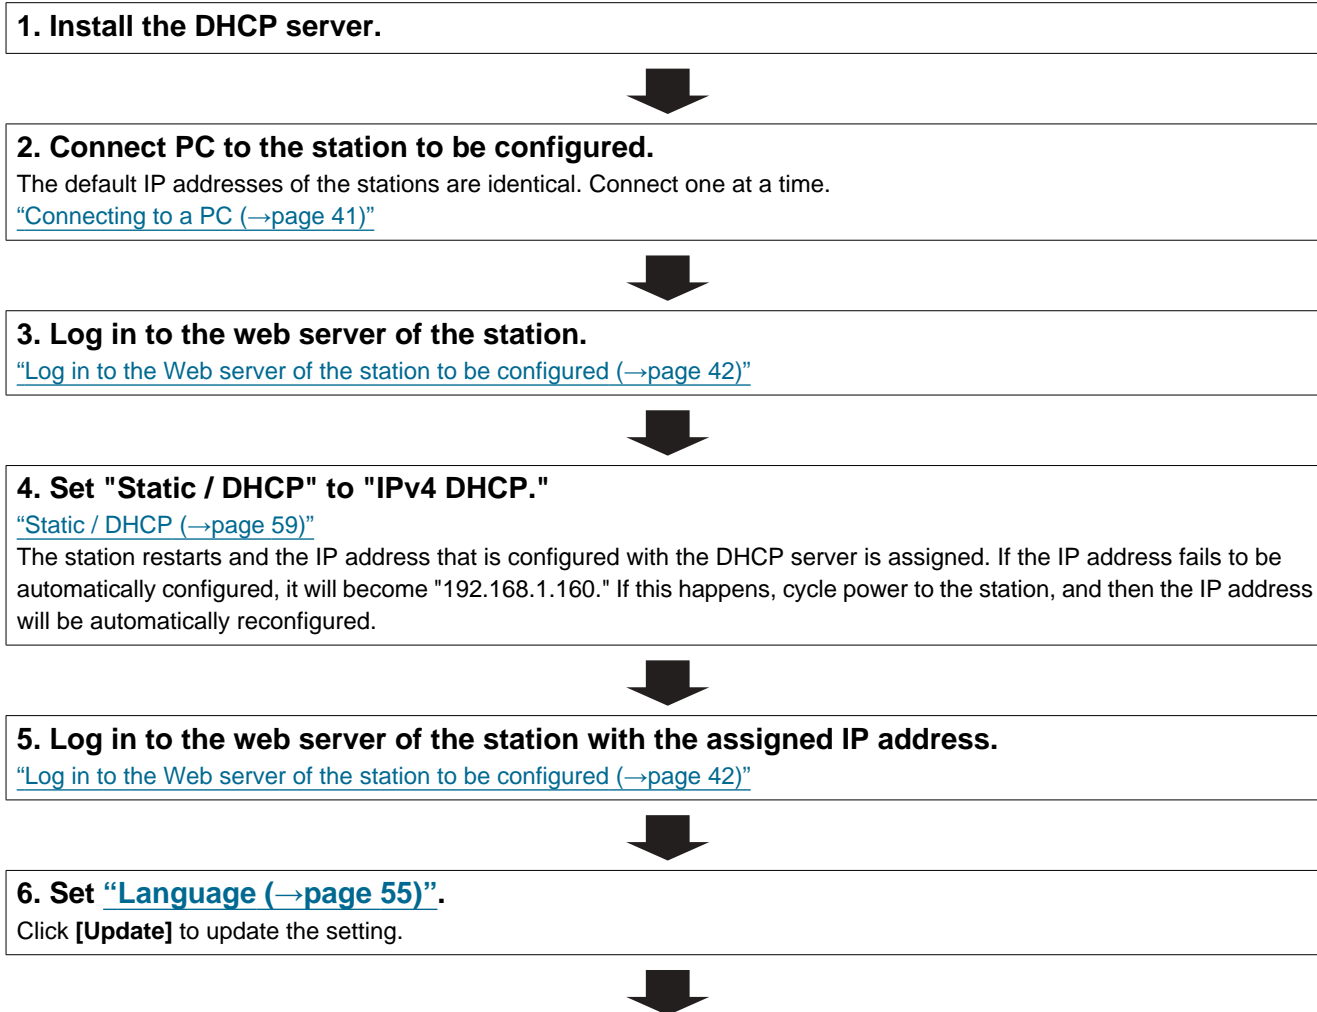 1. Install the DHCP server.
2. Connect PC to the station to be configured.
The default IP addresses of the stations are identical. Connect one at a time.
“Connecting to a PC (→page 41)”
3. Log in to the web server of the station.
“Log in to the Web server of the station to be configured (→page 42)”
4. Set "Static / DHCP" to "IPv4 DHCP."
“Static / DHCP (→page 59)”
The station restarts and the IP address that is configured with the DHCP server is assigned. If the IP address fails to be
automatically configured, it will become "192.168.1.160." If this happens, cycle power to the station, and then the IP address
will be automatically reconfigured.
5. Log in to the web server of the station with the assigned IP address.
“Log in to the Web server of the station to be configured (→page 42)”
6. Set “Language (→page 55)”.
Click [Update] to update the setting.